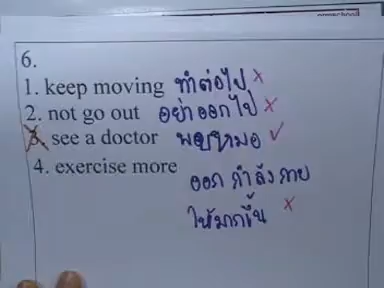 6.
1. keep moving ทำต่อไป ×
2. not go out อย่าออกไป ×
3. see a doctor พบหมอ ✓
4. exercise more ออกกำลังกาย
ให้มากขึ้น ×